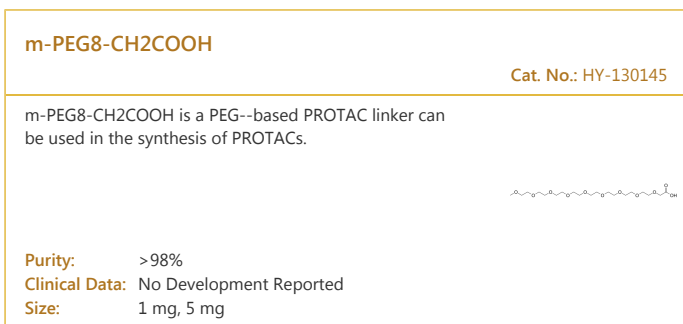 m-PEG8-CH2COOH
Cat. No.: HY-130145
m-PEG8-CH2COOH is a PEG--based PROTAC linker can
be used in the synthesis of PROTACs.
Purity: >98%
Clinical Data: No Development Reported
Size: 1 mg, 5 mg